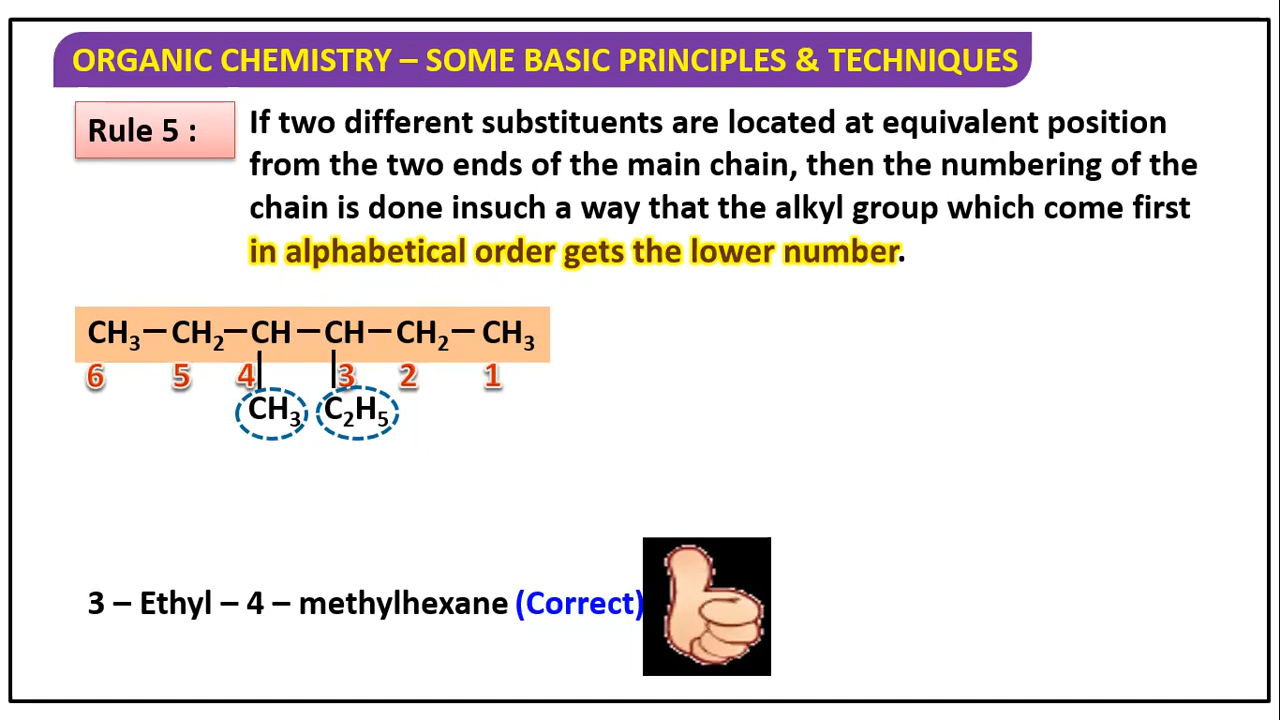 ORGANIC CHEMISTRY – SOME BASIC PRINCIPLES & TECHNIQUES
Rule 5 :
If two different substituents are located at equivalent position
from the two ends of the main chain, then the numbering of the
chain is done insuch a way that the alkyl group which come first
in alphabetical order gets the lower number.
CH₃ – CH₂ – CH – CH – CH₂ – CH₃
6 5 4 3 2 1
CH₃ C₂H₅
3 – Ethyl – 4 – methylhexane (Correct)